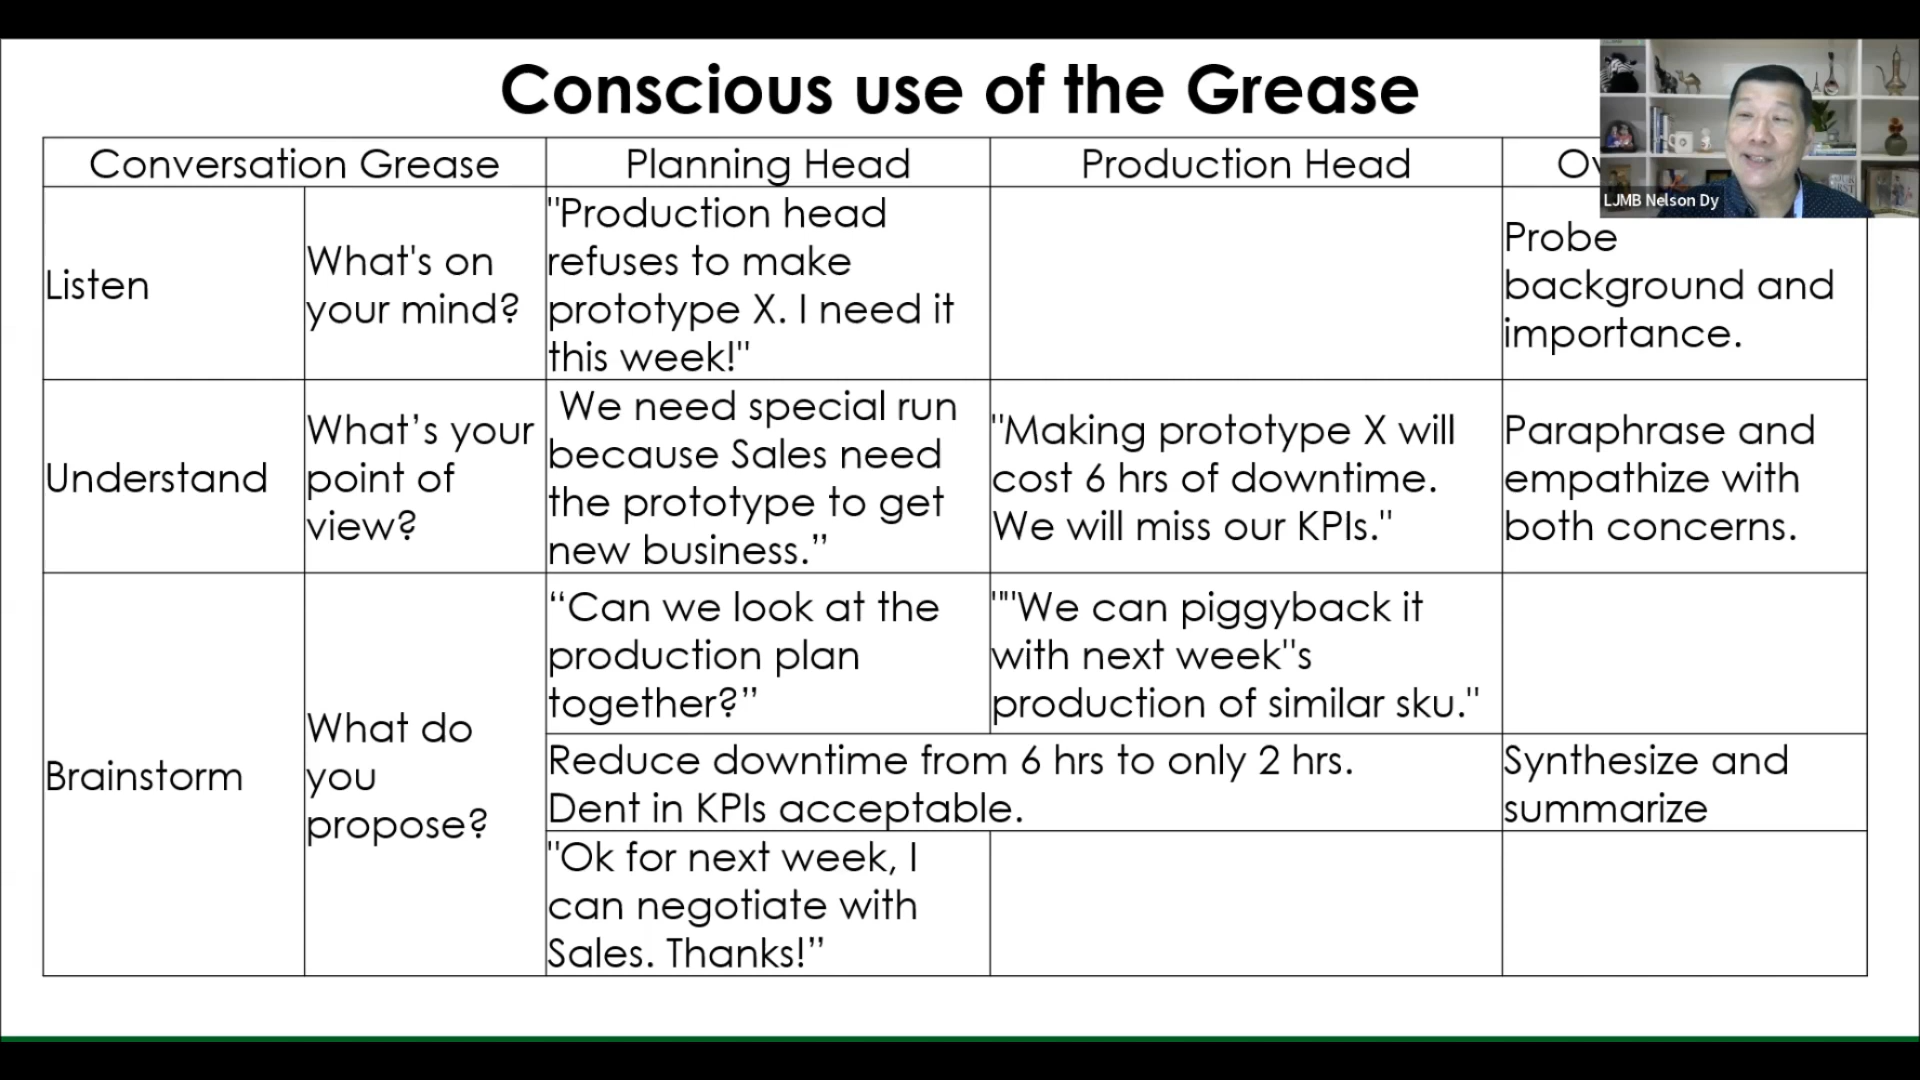 Conscious use of the Grease
LJMB Nelson Dy
Conversation Grease
Planning Head
Production Head
Listen
What's on
your mind?
"Production head
refuses to make
prototype X. I need it
this week!"
Probe
background and
importance.
Understand
What’s your
point of
view?
We need special run
because Sales need
the prototype to get
new business.”
"Making prototype X will
cost 6 hrs of downtime.
We will miss our KPIs."
Paraphrase and
empathize with
both concerns.
Brainstorm
What do
you
propose?
“Can we look at the
production plan
together?”
""We can piggyback it
with next week"s
production of similar sku."
Reduce downtime from 6 hrs to only 2 hrs.
Dent in KPIs acceptable.
Synthesize and
summarize
"Ok for next week, I
can negotiate with
Sales. Thanks!”